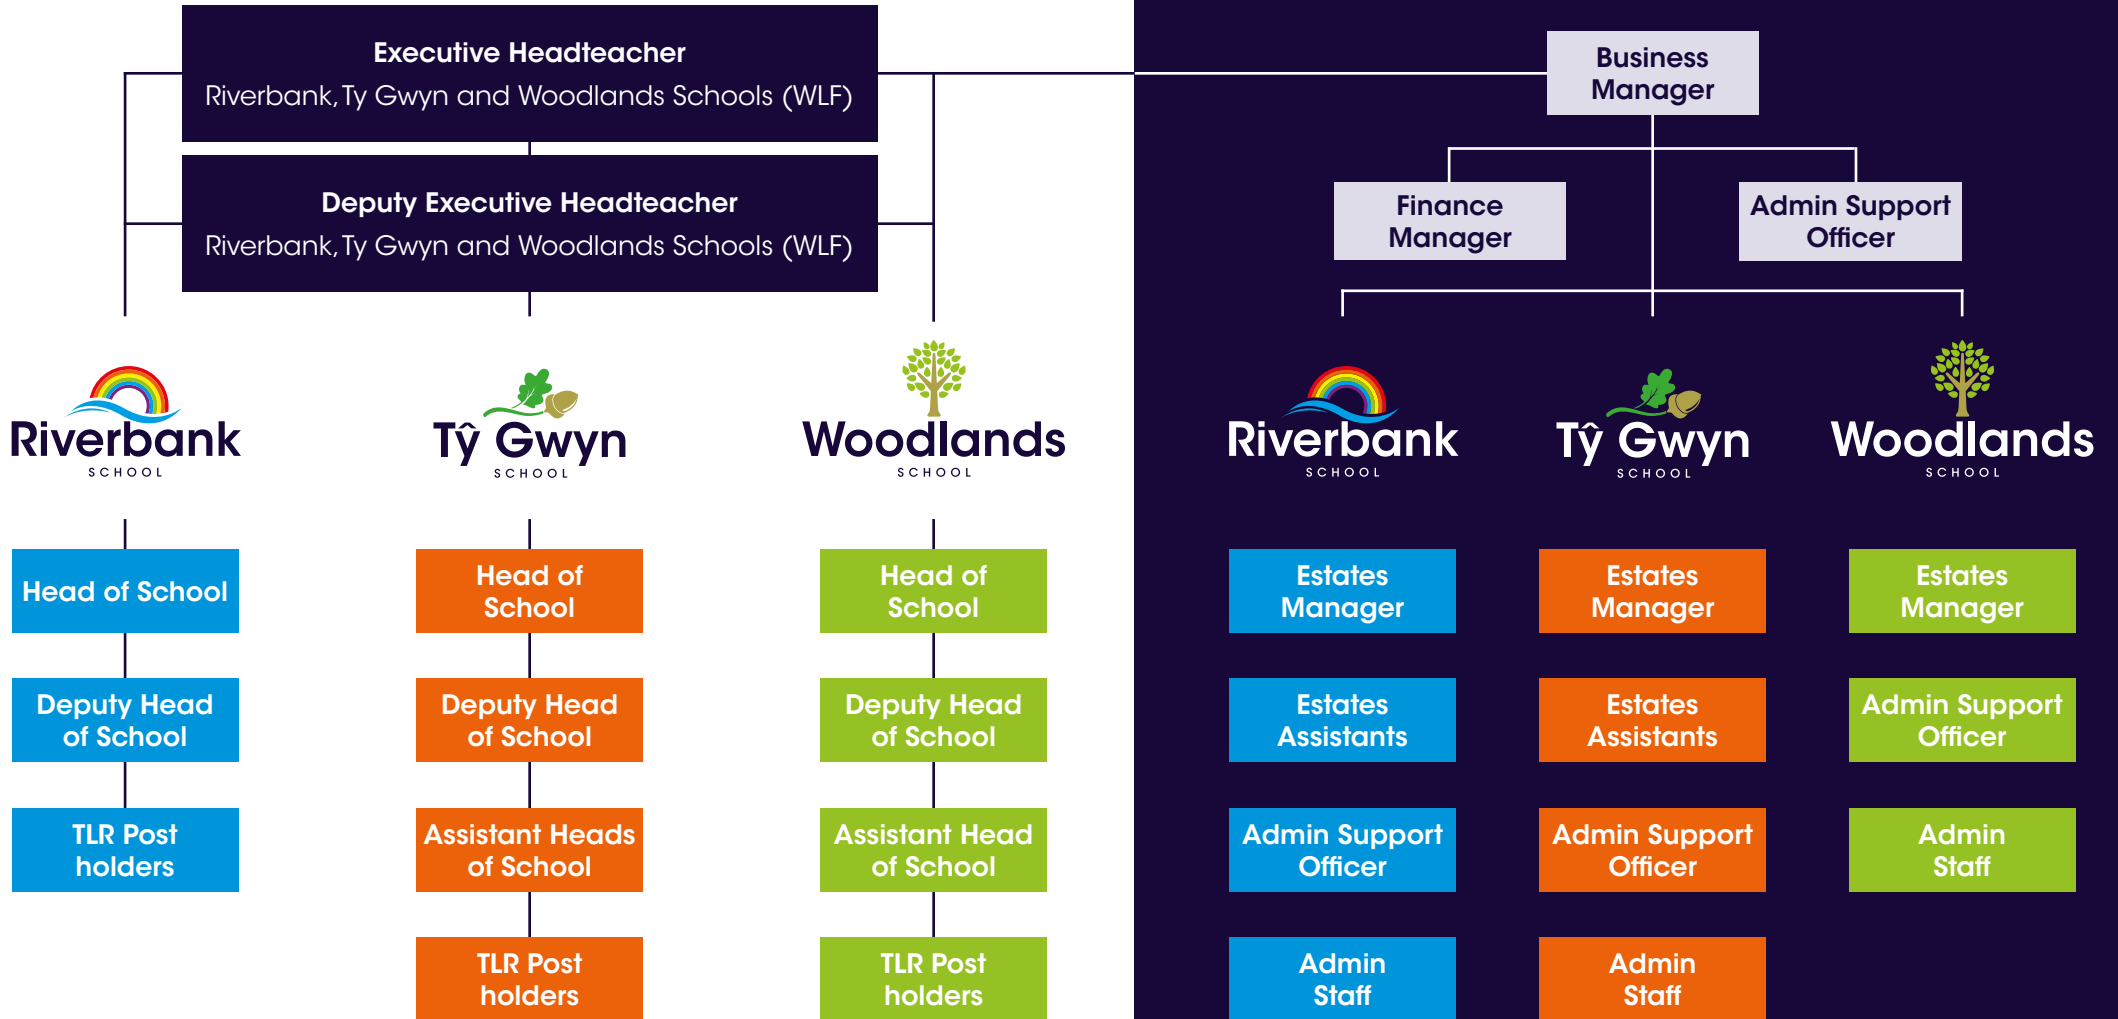 Executive Headteacher
Riverbank, Ty Gwyn and Woodlands Schools (WLF)
Deputy Executive Headteacher
Riverbank, Ty Gwyn and Woodlands Schools (WLF)
Riverbank
SCHOOL
Tŷ Gwyn
SCHOOL
Woodlands
SCHOOL
Head of School
Deputy Head
of School
TLR Post
holders
Head of
School
Deputy Head
of School
Assistant Heads
of School
TLR Post
holders
Head of
School
Deputy Head
of School
Assistant Head
of School
TLR Post
holders
Business
Manager
Finance
Manager
Admin Support
Officer
Riverbank
SCHOOL
Tŷ Gwyn
SCHOOL
Woodlands
SCHOOL
Estates
Manager
Estates
Assistants
Admin Support
Officer
Admin
Staff
Estates
Manager
Estates
Assistants
Admin Support
Officer
Admin
Staff
Estates
Manager
Admin Support
Officer
Admin
Staff